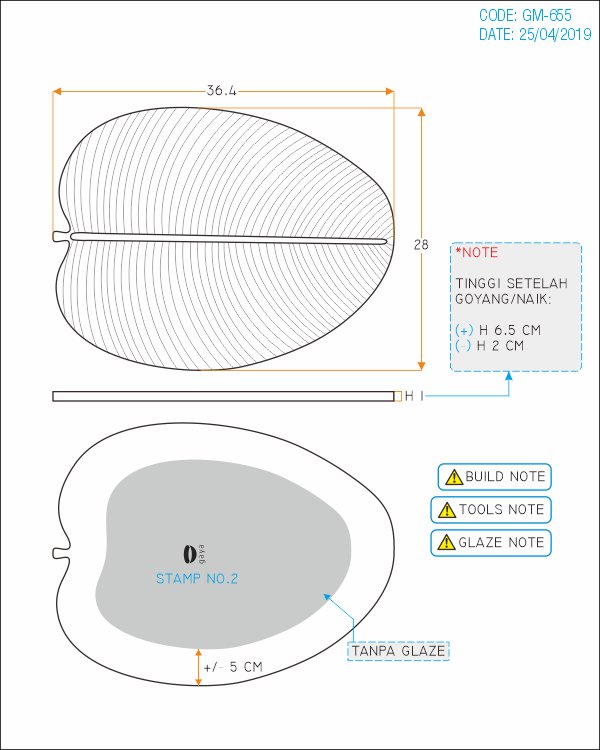 CODE: GM-655
DATE: 25/04/2019
36.4
28
*NOTE
TINGGI SETELAH
GOYANG/NAIK:
(+) H 6.5 CM
(-) H 2 CM
H 1
BUILD NOTE
TOOLS NOTE
GLAZE NOTE
gaya
STAMP NO.2
TANPA GLAZE
+/- 5 CM